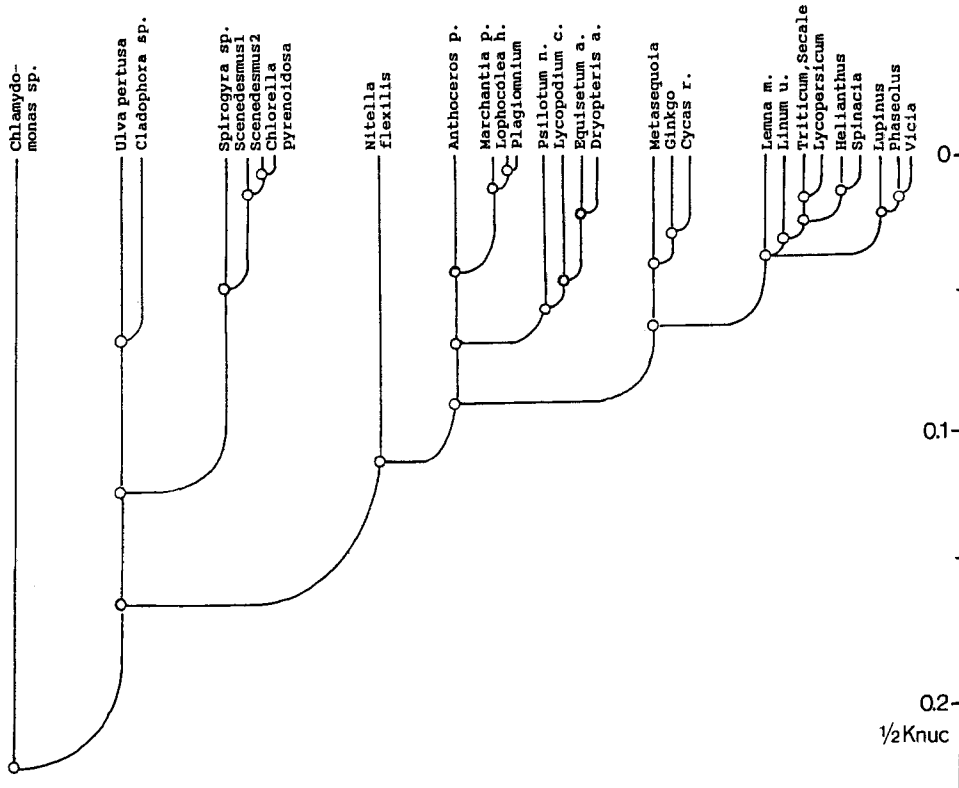 Chlamydo-
monas sp.
Ulva pertusa
Cladophora sp.
Spirogyra sp.
Scenedesmus1
Scenedesmus2
Chlorella
pyrenoidosa
Nitella
flexilis
Anthoceros p.
Marchantia p.
Lophocolea h.
Plagiomnium
Psilotum n.
Lycopodium c.
Equisetum a.
Dryopteris a.
Metasequoia
Ginkgo
Cycas r.
Lemna m.
Linum u.
Triticum,Secale
Lycopersicum
Helianthus
Spinacia
Lupinus
Phaseolus
Vicia
0
0.1
0.2
½Knuc